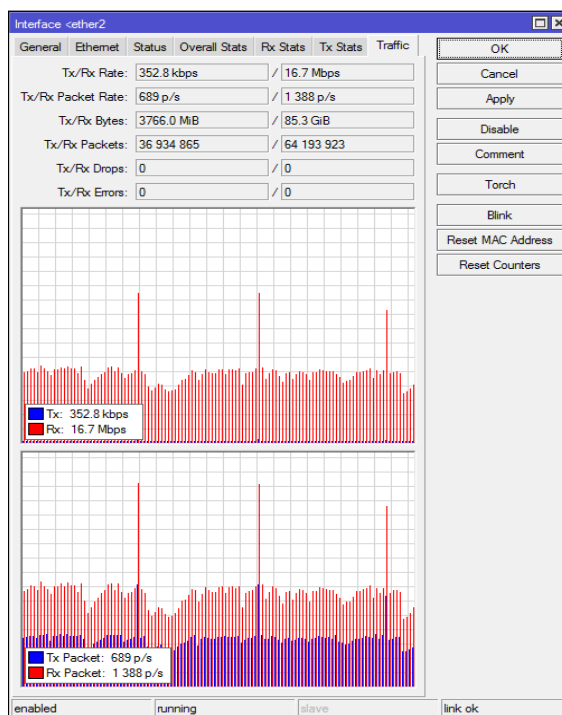 Interface <ether2
General Ethernet Status Overall Stats Rx Stats Tx Stats Traffic
Tx/Rx Rate: 352.8 kbps / 16.7 Mbps
Tx/Rx Packet Rate: 689 p/s / 1 388 p/s
Tx/Rx Bytes: 3766.0 MiB / 85.3 GiB
Tx/Rx Packets: 36 934 865 / 64 193 923
Tx/Rx Drops: 0 / 0
Tx/Rx Errors: 0 / 0
OK
Cancel
Apply
Disable
Comment
Torch
Blink
Reset MAC Address
Reset Counters
Tx: 352.8 kbps
Rx: 16.7 Mbps
Tx Packet: 689 p/s
Rx Packet: 1 388 p/s
enabled running slave link ok